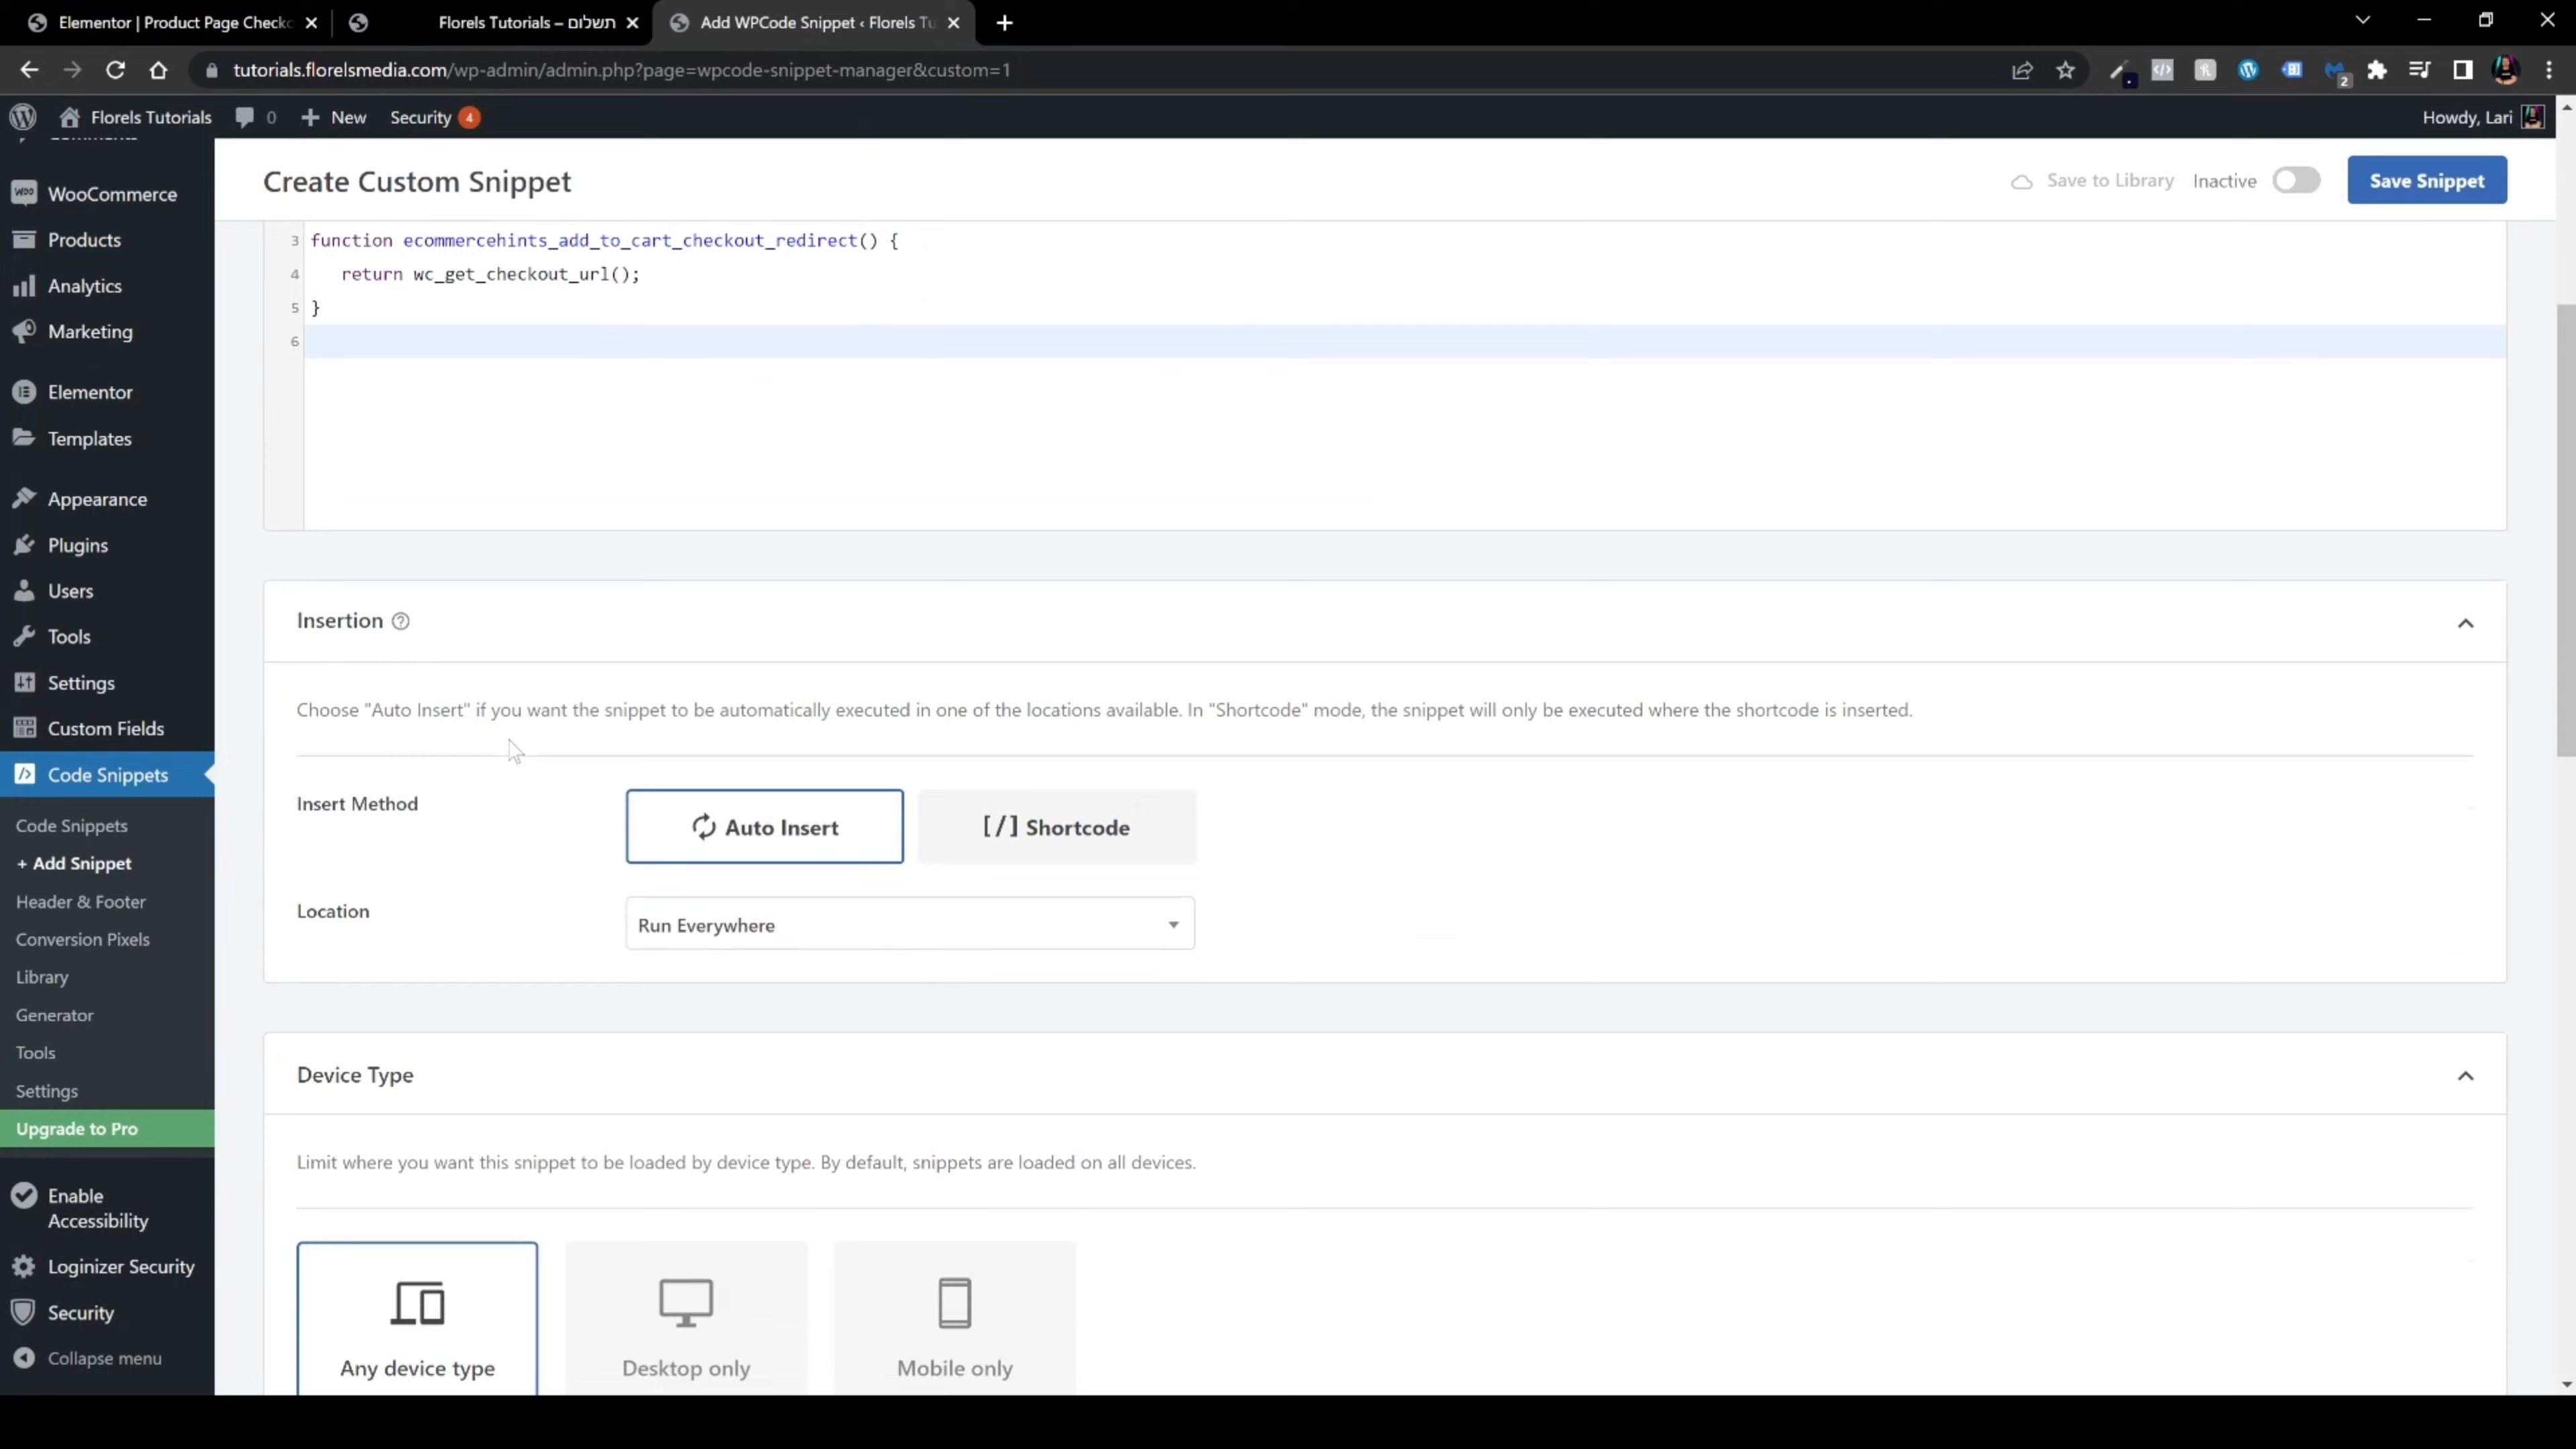 Elementor | Product Page Checko
Florels Tutorials – תשלום
Add WPCode Snippet ‹ Florels Tu
tutorials.florelsmedia.com/wp-admin/admin.php?page=wpcode-snippet-manager&custom=1
2
Florels Tutorials
0
New
Security 4
Howdy, Lari
WooCommerce
Products
Analytics
Marketing
Elementor
Templates
Appearance
Plugins
Users
Tools
Settings
Custom Fields
Code Snippets
Code Snippets
+ Add Snippet
Header & Footer
Conversion Pixels
Library
Generator
Tools
Settings
Upgrade to Pro
Enable
Accessibility
Loginizer Security
Security
Collapse menu
Create Custom Snippet
Save to Library
Inactive
Save Snippet
3 function ecommercehints_add_to_cart_checkout_redirect() {
4 return wc_get_checkout_url();
5 }
6
Insertion
Choose "Auto Insert" if you want the snippet to be automatically executed in one of the locations available. In "Shortcode" mode, the snippet will only be executed where the shortcode is inserted.
Insert Method
Auto Insert
[/] Shortcode
Location
Run Everywhere
Device Type
Limit where you want this snippet to be loaded by device type. By default, snippets are loaded on all devices.
Any device type
Desktop only
Mobile only